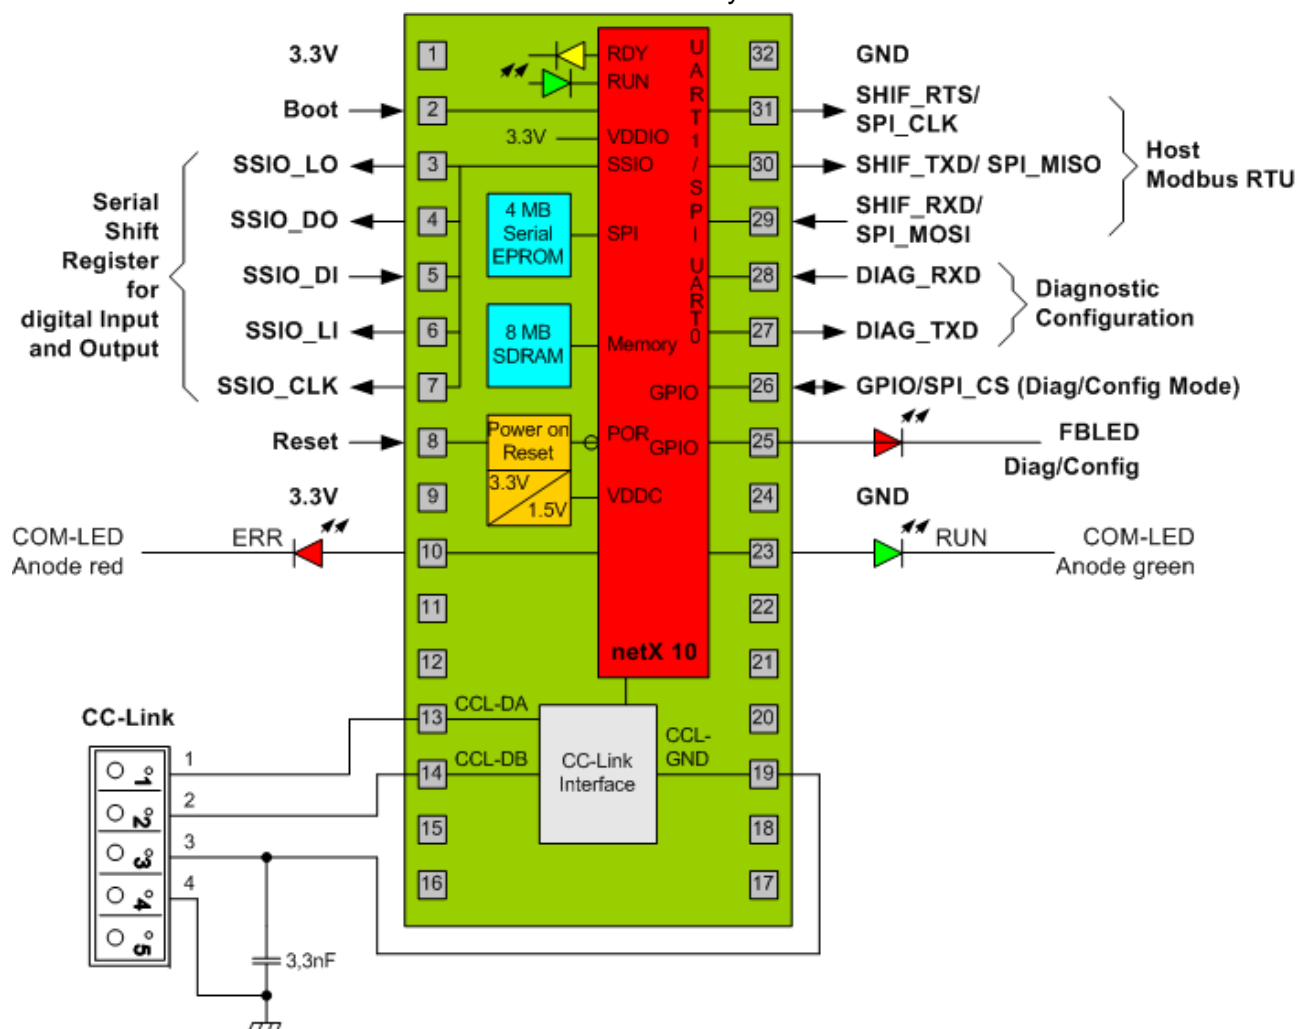 3.3V
1
RDY
RUN
UART1/SPI
32
GND
Boot
2
31
SHIF_RTS/
SPI_CLK
3.3V
VDDIO
SSIO_LO
3
SSIO
30
SHIF_TXD/ SPI_MISO
Host
Modbus RTU
Serial
Shift
Register
for
digital Input
and Output
SSIO_DO
4
4 MB
Serial
EPROM
SPI
29
SHIF_RXD/
SPI_MOSI
SSIO_DI
5
UART0
28
DIAG_RXD
Diagnostic
Configuration
SSIO_LI
6
8 MB
SDRAM
Memory
27
DIAG_TXD
SSIO_CLK
7
GPIO
26
GPIO/SPI_CS (Diag/Config Mode)
Reset
8
Power on
Reset
POR
GPIO
25
FBLED
Diag/Config
3.3V
9
3.3V
1.5V
VDDC
24
GND
COM-LED
Anode red
ERR
10
23
RUN
COM-LED
Anode green
11
22
12
netX 10
21
CC-Link
13
CCL-DA
20
14
CCL-DB
CC-Link
Interface
CCL-
GND
19
15
18
16
17
1
1
2
2
3
3
4
4
5
3,3nF